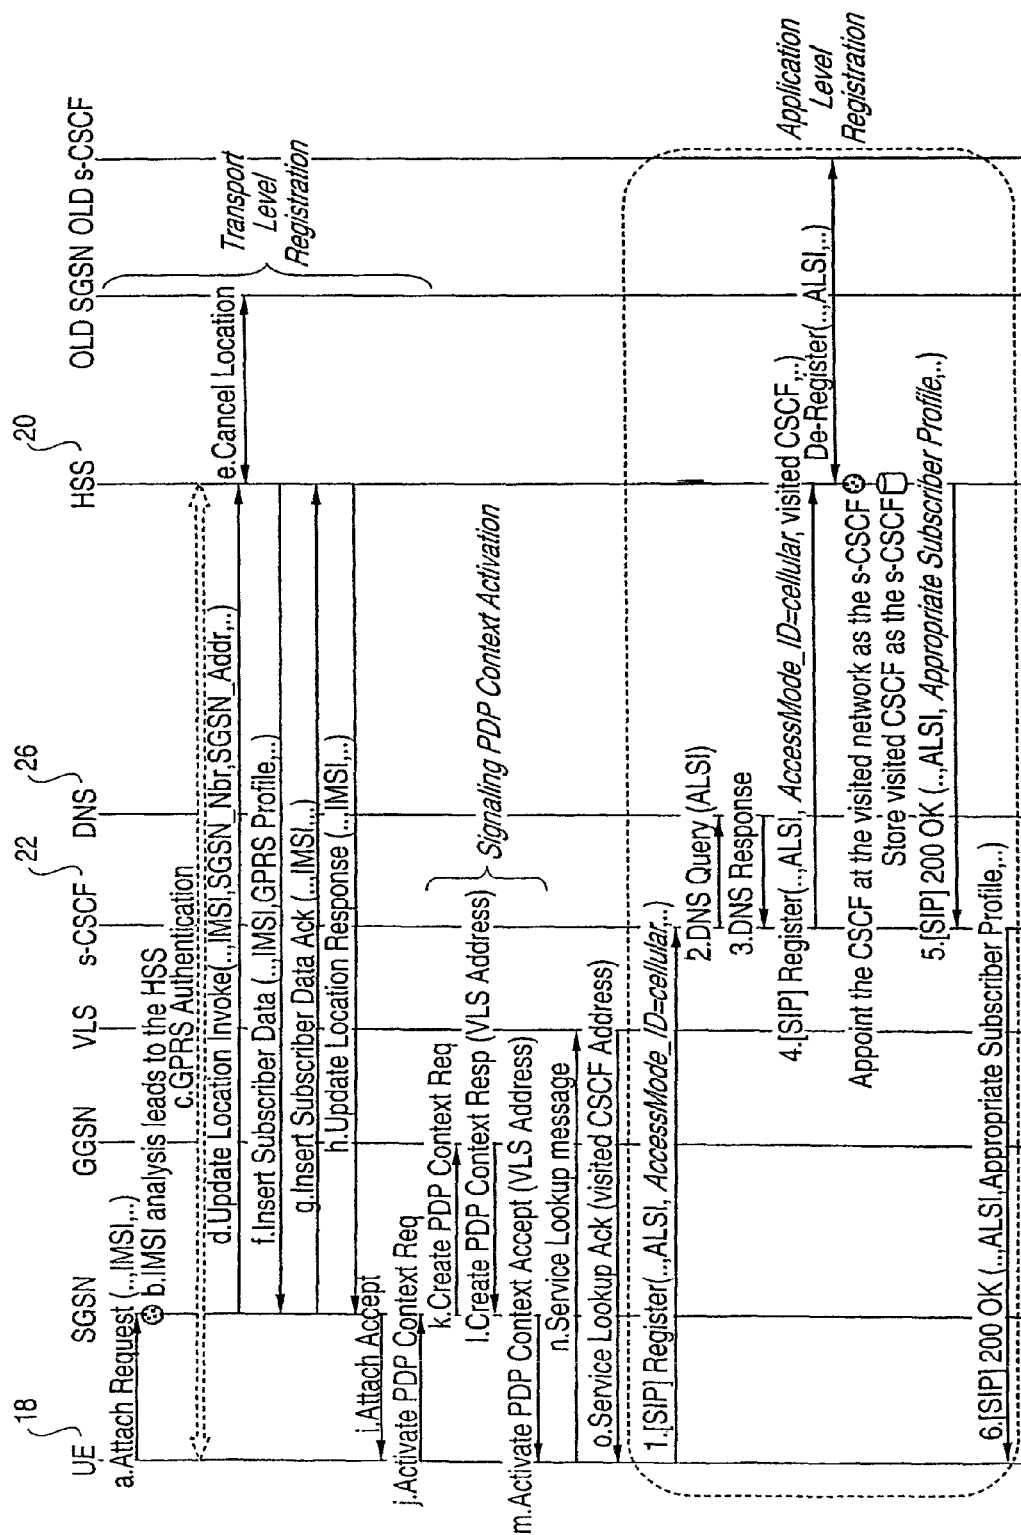 UE 18
SGSN
GGSN
VLS
s-CSCF 22
DNS 26
HSS 20
OLD SGSN
OLD s-CSCF
a.Attach Request (..,IMSI,..)
b.IMSI analysis leads to the HSS
c.GPRS Authentication
d.Update Location Invoke(..,IMSI,SGSN_Nbr,SGSN_Addr,..)
e.Cancel Location
f.Insert Subscriber Data (..,IMSI,GPRS Profile,..)
g.Insert Subscriber Data Ack (..,IMSI,..)
h.Update Location Response (..,IMSI,..)
i.Attach Accept
Transport
Level
Registration
j.Activate PDP Context Req
k.Create PDP Context Req
l.Create PDP Context Resp (VLS Address)
m.Activate PDP Context Accept (VLS Address)
Signaling PDP Context Activation
n.Service Lookup message
o.Service Lookup Ack (visited CSCF Address)
1.[SIP] Register(..,ALSI, AccessMode_ID=cellular,..)
2.DNS Query (ALSI)
3.DNS Response
4.[SIP] Register(..,ALSI, AccessMode_ID=cellular, visited CSCF,..)
De-Register(..,ALSI,..)
Appoint the CSCF at the visited network as the s-CSCF
Store visited CSCF as the s-CSCF
5.[SIP] 200 OK (..,ALSI, Appropriate Subscriber Profile,..)
6.[SIP] 200 OK (..,ALSI,Appropriate Subscriber Profile,..)
Application
Level
Registration